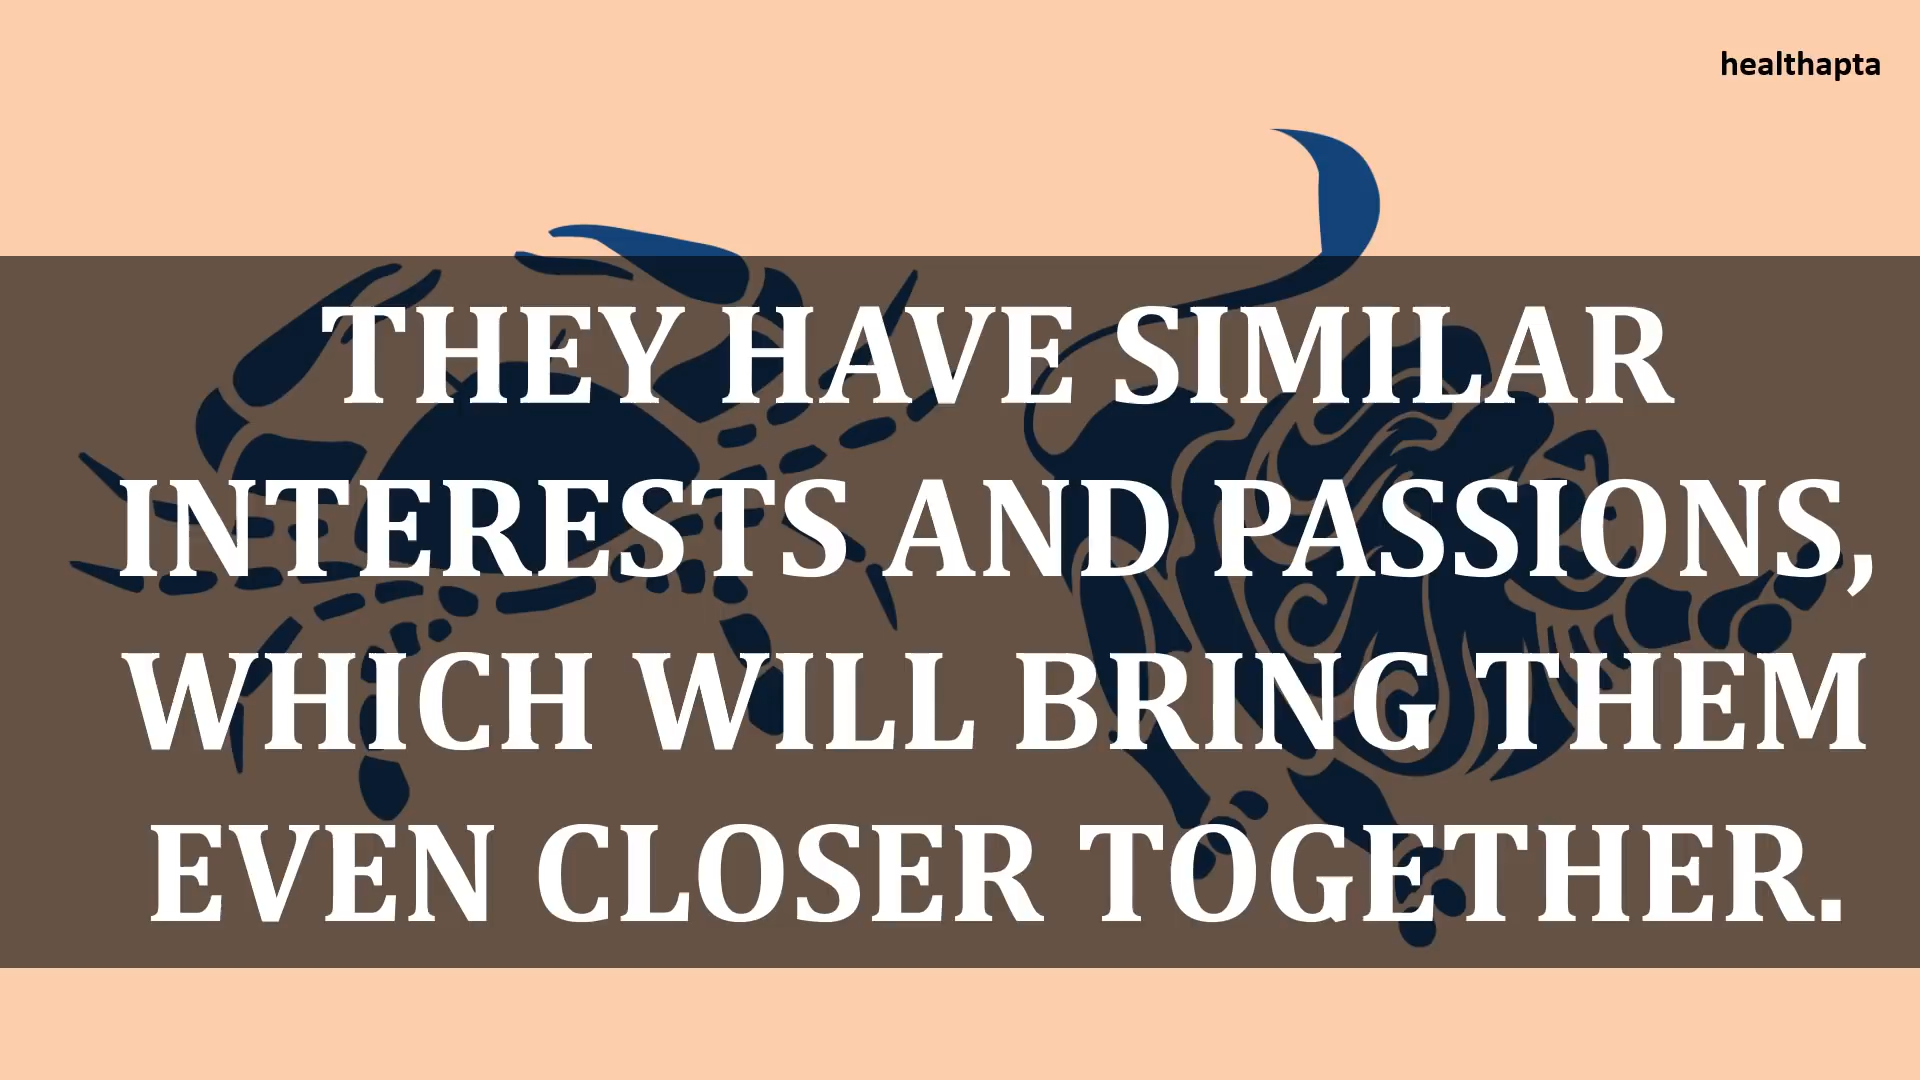 healthapta
THEY HAVE SIMILAR
INTERESTS AND PASSIONS,
WHICH WILL BRING THEM
EVEN CLOSER TOGETHER.